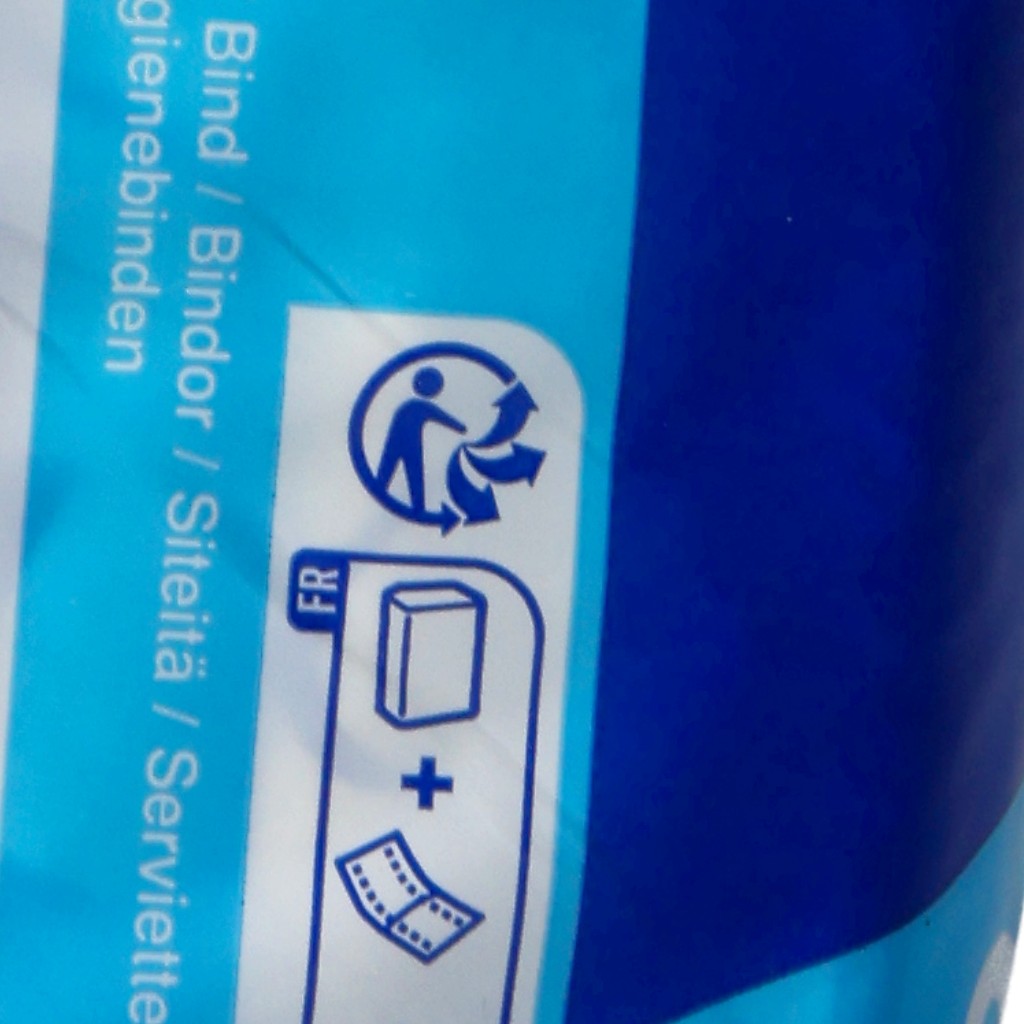 Bind / Bindor / Siteitä / Serviette
gienebinden
FR
+